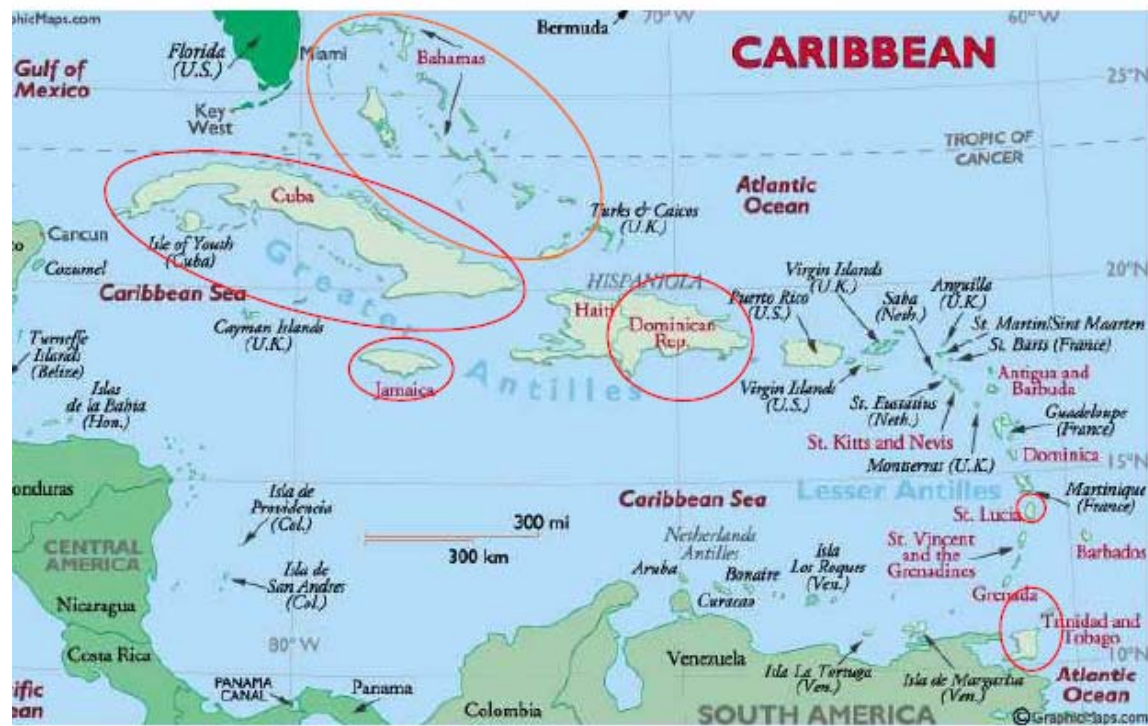 phicMaps.com
Bermuda
70° W
60° W
CARIBBEAN
Florida
(U.S.)
Miami
Bahamas
Gulf of
Mexico
25°N
Key
West
TROPIC OF
CANCER
Atlantic
Ocean
Cuba
Turks & Caicos
(U.K.)
Cancun
Cozumel
Isle of Youth
(Cuba)
Greater
Antilles
Caribbean Sea
Cayman Islands
(U.K.)
Jamaica
HISPANIOLA
Haiti
Dominican
Rep.
Puerto Rico
(U.S.)
Virgin Islands
(U.K.)
Saba
(Neth.)
Anguilla
(U.K.)
20°N
St. Martin/Sint Maarten
St. Barts (France)
Turneffe
Islands
(Belize)
Islas
de la Bahia
(Hon.)
Virgin Islands
(U.S.)
St. Eustatius
(Neth.)
St. Kitts and Nevis
Antigua and
Barbuda
Montserrat (U.K.)
Guadeloupe
(France)
Dominica
15°N
onduras
Isla de
Providencia
(Col.)
300 mi
300 km
Caribbean Sea
Lesser Antilles
Martinique
(France)
St. Lucia
Netherlands
Antilles
Isla
Los Roques
(Ven.)
St. Vincent
and the
Grenadines
Barbados
CENTRAL
AMERICA
Isla de
San Andres
(Col.)
Aruba
Bonaire
Curacao
Grenada
Nicaragua
80° W
Trinidad and
Tobago
Costa Rica
Venezuela
Isla La Tortuga
(Ven.)
Isla de Margarita
(Ven.)
10°N
PANAMA
CANAL
Panama
Colombia
SOUTH AMERICA
Atlantic
Ocean
cific
ean
©GraphicMaps.com